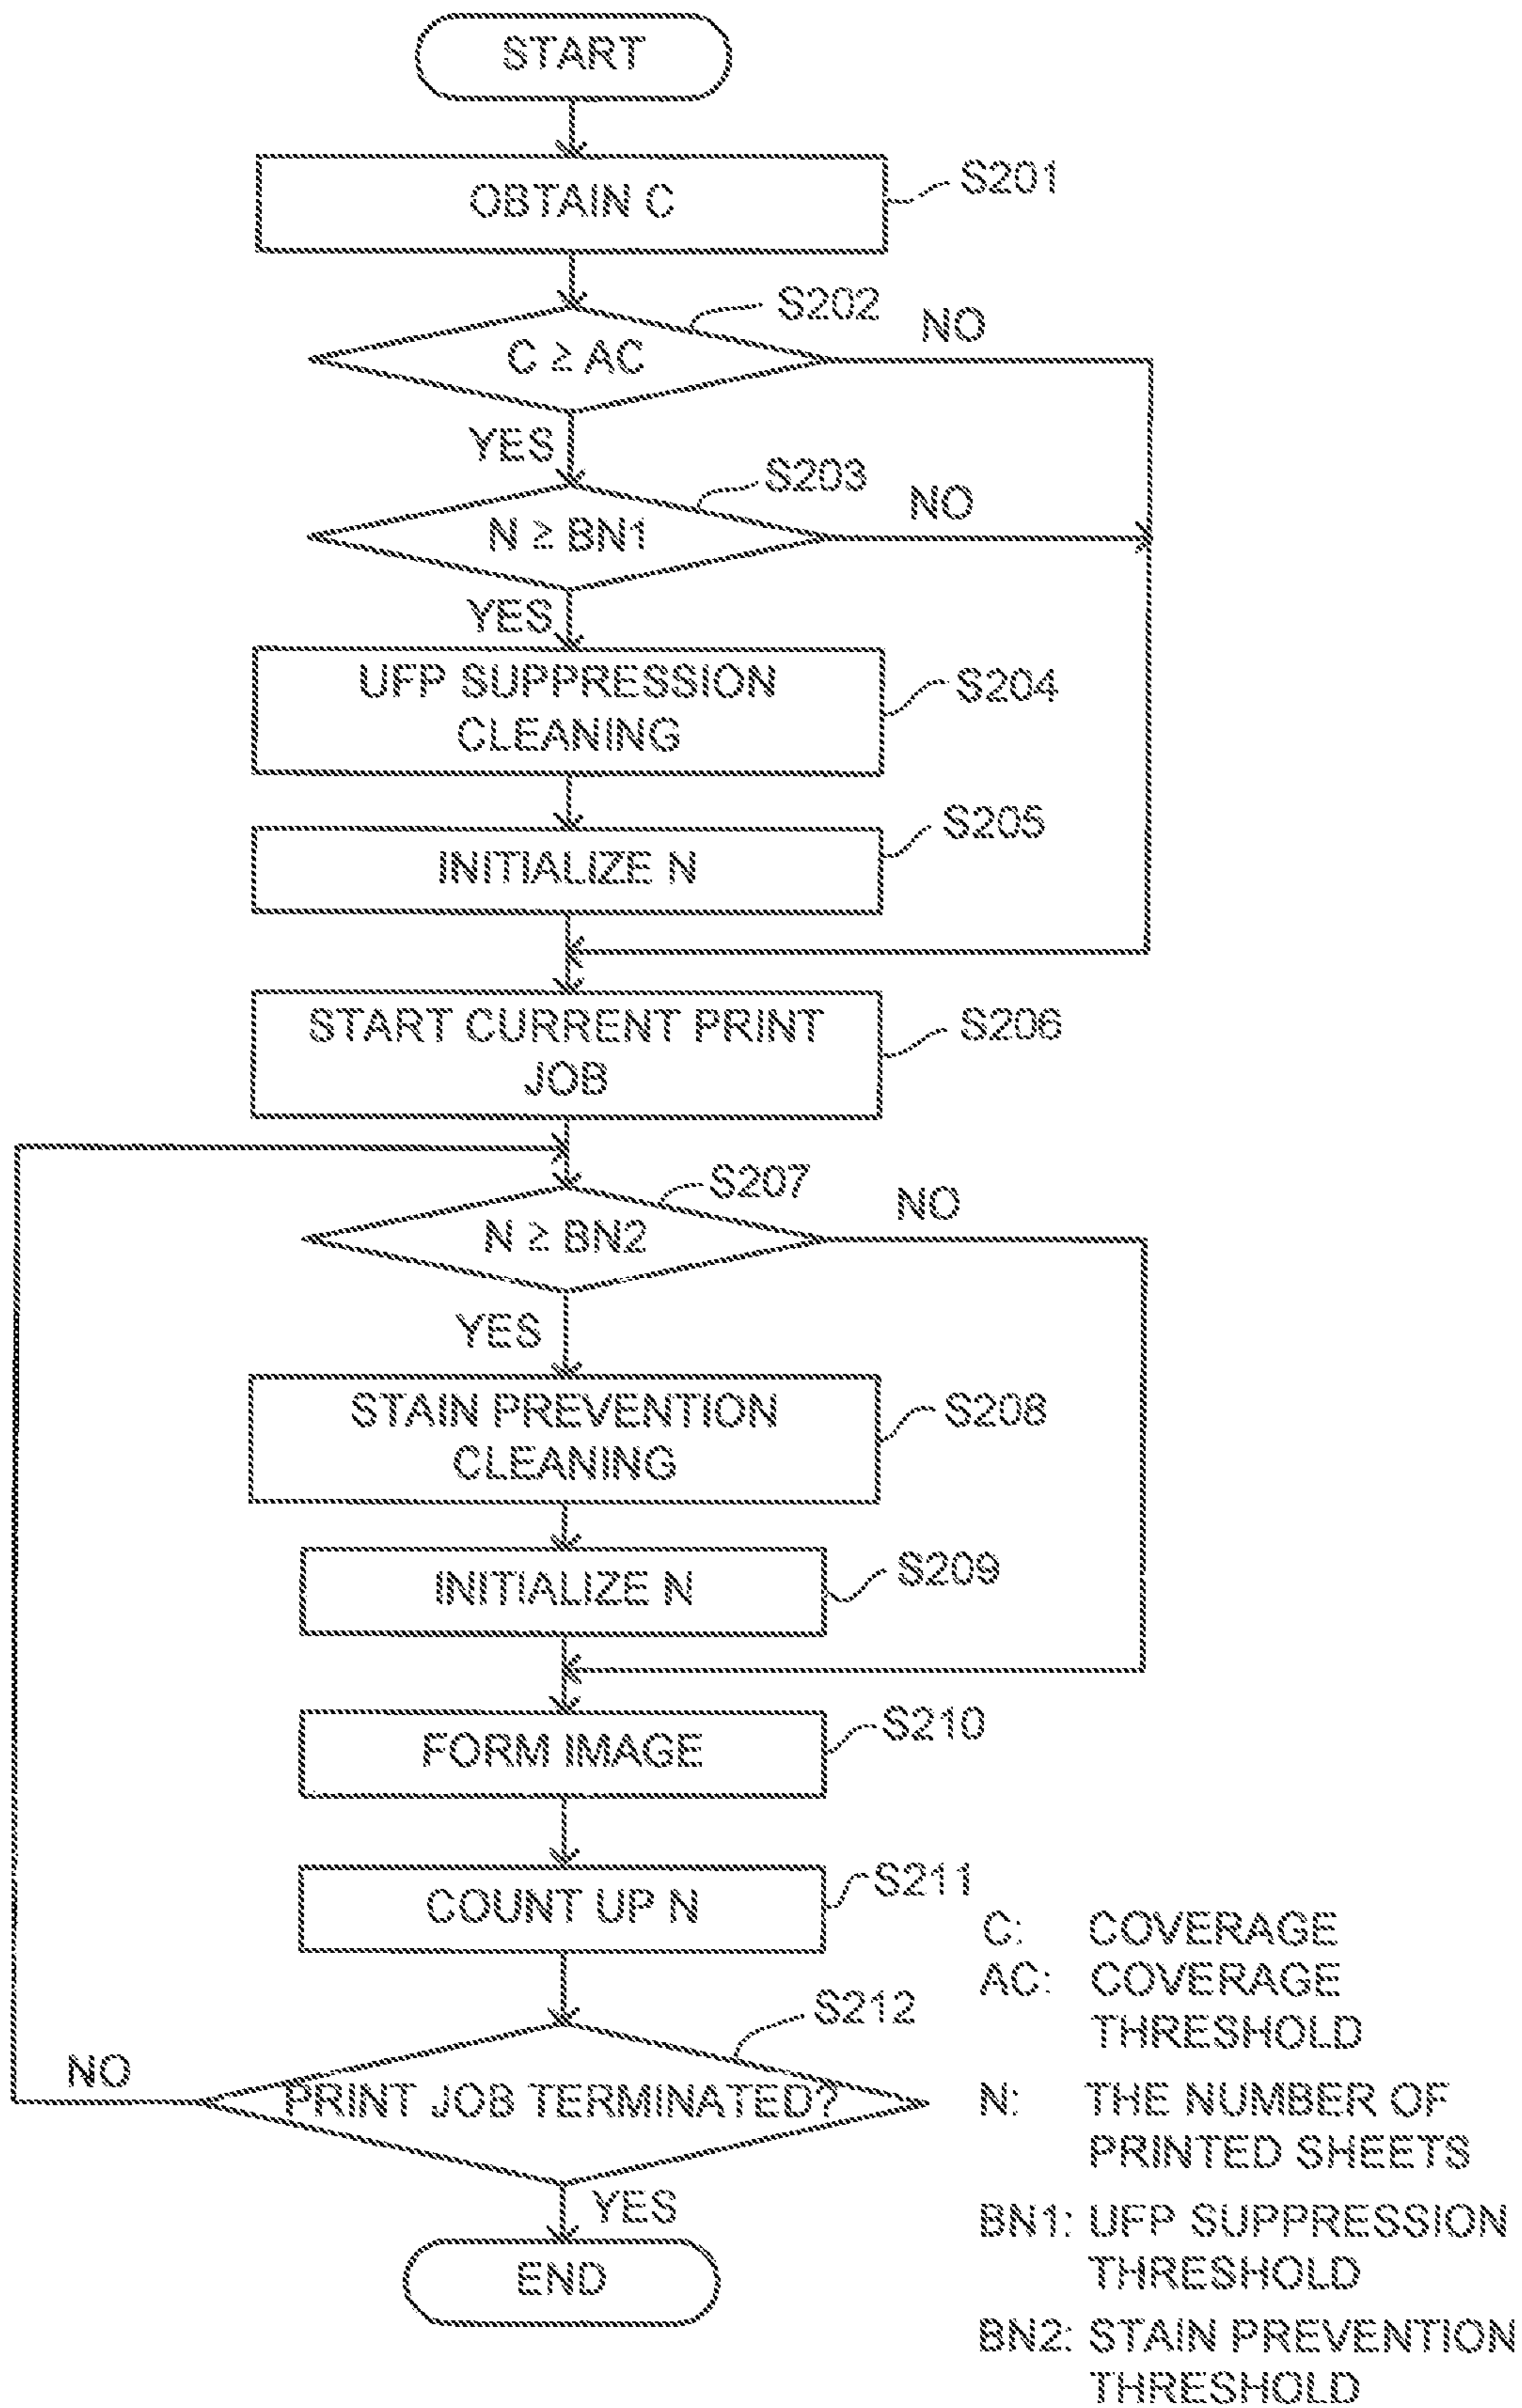 START
OBTAIN C
S201
S202
C ≥ AC
NO
YES
S203
N ≥ BN1
NO
YES
UFP SUPPRESSION
CLEANING
S204
INITIALIZE N
S205
START CURRENT PRINT
JOB
S206
S207
N ≥ BN2
NO
YES
STAIN PREVENTION
CLEANING
S208
INITIALIZE N
S209
FORM IMAGE
S210
COUNT UP N
S211
S212
PRINT JOB TERMINATED?
NO
YES
END
C: COVERAGE
AC: COVERAGE
THRESHOLD
N: THE NUMBER OF
PRINTED SHEETS
BN1: UFP SUPPRESSION
THRESHOLD
BN2: STAIN PREVENTION
THRESHOLD